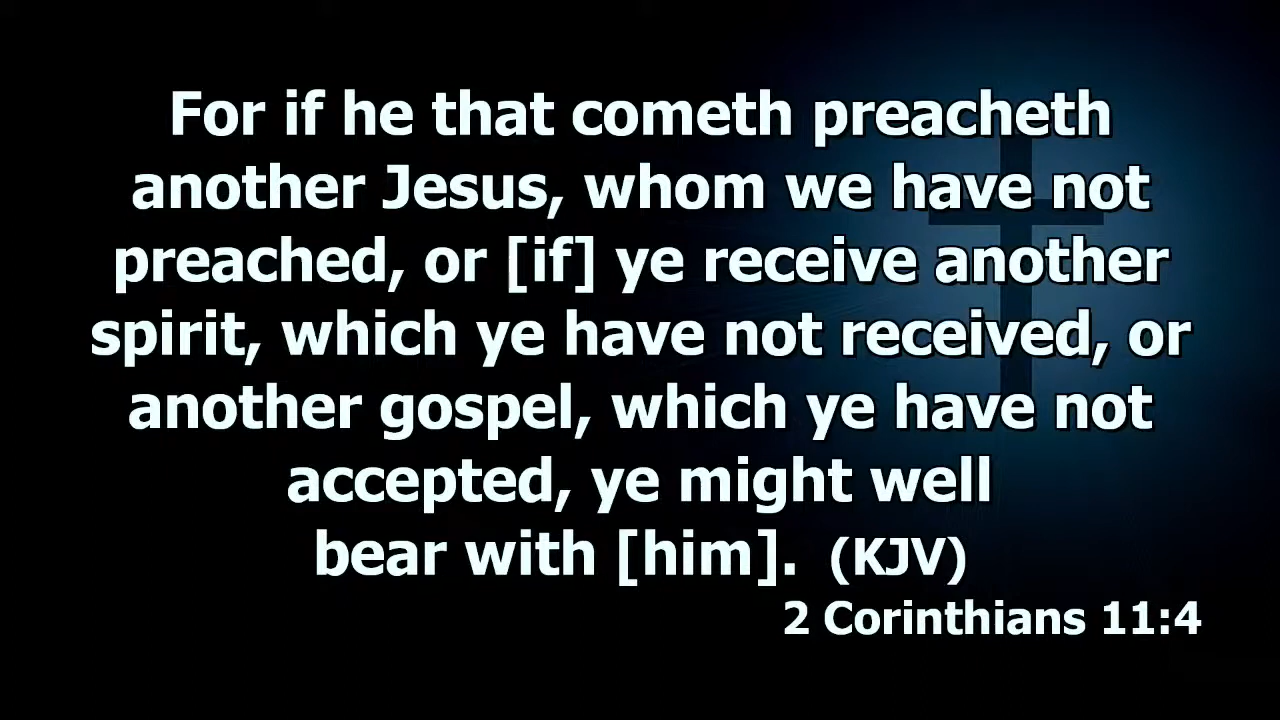 For if he that cometh preacheth
another Jesus, whom we have not
preached, or [if] ye receive another
spirit, which ye have not received, or
another gospel, which ye have not
accepted, ye might well
bear with [him]. (KJV)
2 Corinthians 11:4